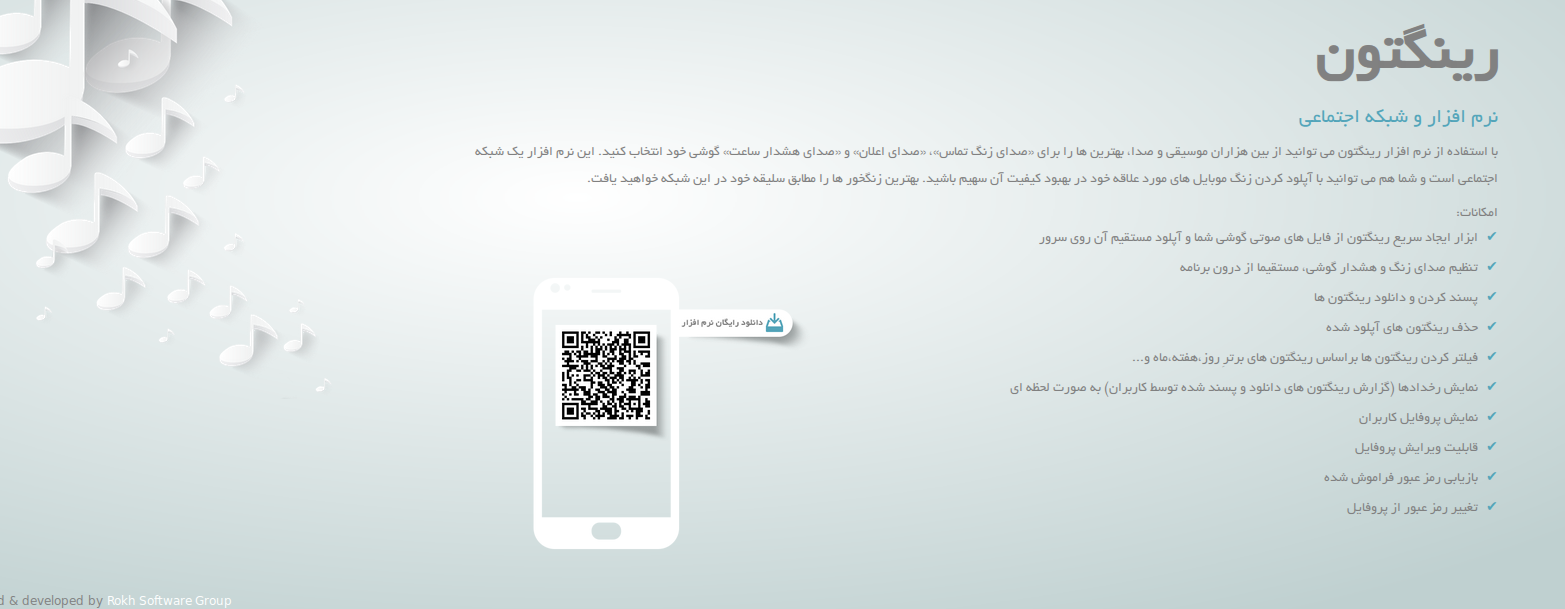 رینگتون
نرم افزار و شبکه اجتماعی
با استفاده از نرم افزار رینگتون می توانید از بین هزاران موسیقی و صدا، بهترین ها را برای «صدای زنگ تماس»، «صدای اعلان» و «صدای هشدار ساعت» گوشی خود انتخاب کنید. این نرم افزار یک شبکه
اجتماعی است و شما هم می توانید با آپلود کردن زنگ موبایل های مورد علاقه خود در بهبود کیفیت آن سهیم باشید. بهترین زنگخور ها را مطابق سلیقه خود در این شبکه خواهید یافت.
امکانات:
✔ ابزار ایجاد سریع رینگتون از فایل های صوتی گوشی شما و آپلود مستقیم آن روی سرور
✔ تنظیم صدای زنگ و هشدار گوشی، مستقیما از درون برنامه
✔ پسند کردن و دانلود رینگتون ها
✔ حذف رینگتون های آپلود شده
✔ فیلتر کردن رینگتون ها براساس رینگتون های برترِ روز،هفته،ماه و...
✔ نمایش رخدادها (گزارش رینگتون های دانلود و پسند شده توسط کاربران) به صورت لحظه ای
✔ نمایش پروفایل کاربران
✔ قابلیت ویرایش پروفایل
✔ بازیابی رمز عبور فراموش شده
✔ تغییر رمز عبور از پروفایل
دانلود رایگان نرم افزار
d & developed by Rokh Software Group